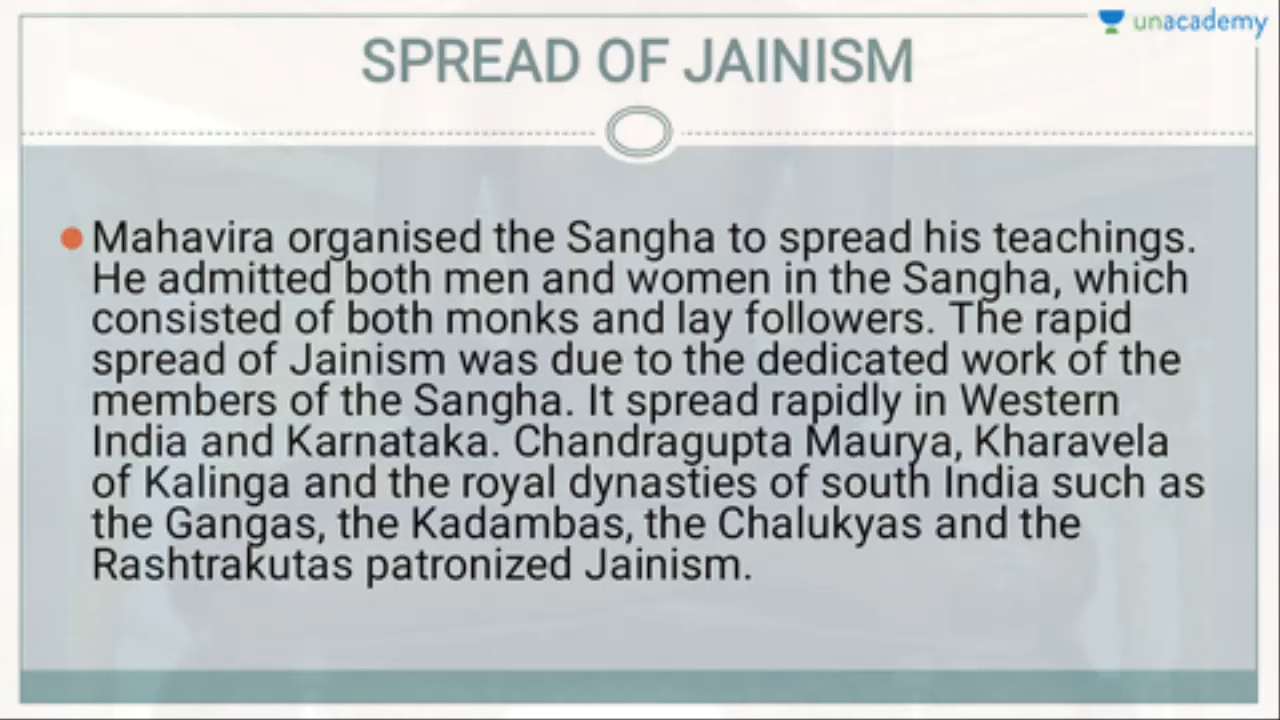 unacademy
SPREAD OF JAINISM
Mahavira organised the Sangha to spread his teachings.
He admitted both men and women in the Sangha, which
consisted of both monks and lay followers. The rapid
spread of Jainism was due to the dedicated work of the
members of the Sangha. It spread rapidly in Western
India and Karnataka. Chandragupta Maurya, Kharavela
of Kalinga and the royal dynasties of south India such as
the Gangas, the Kadambas, the Chalukyas and the
Rashtrakutas patronized Jainism.